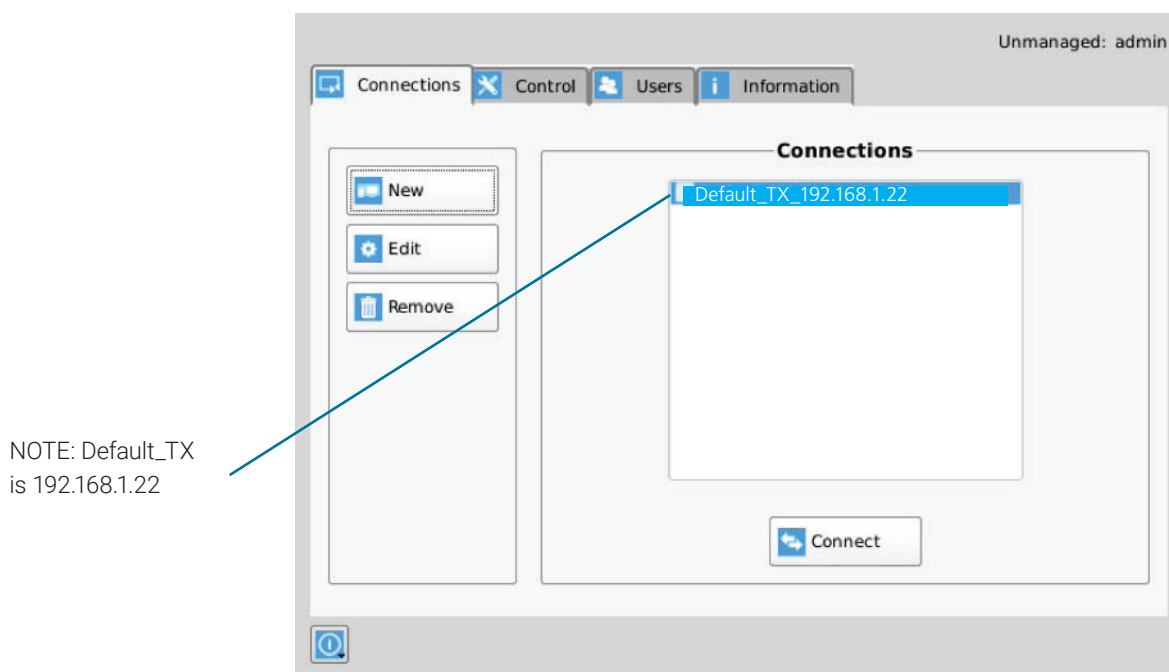 Unmanaged: admin
Connections
Control
Users
Information
Connections
New
Edit
Remove
Default_TX_192.168.1.22
Connect
NOTE: Default_TX
is 192.168.1.22